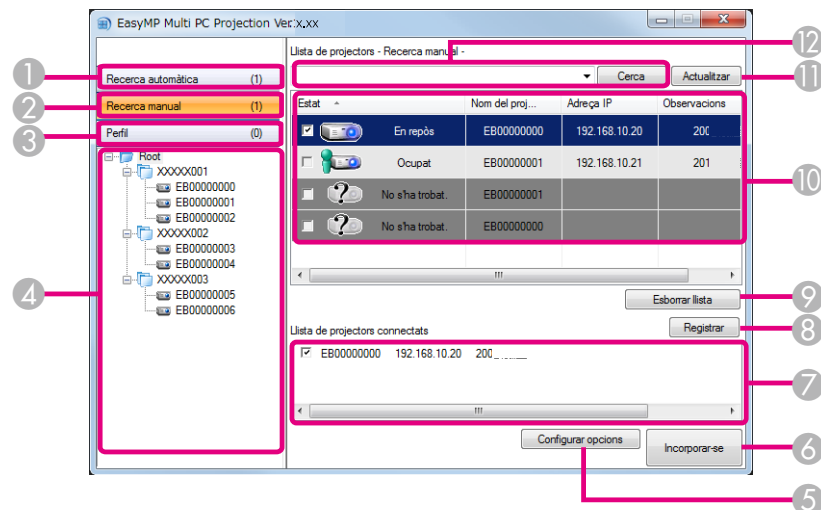 EasyMP Multi PC Projection Ver.x.xx
Llista de projectors - Recerca manual -
12
1
Recerca automàtica (1)
Cerca
Actualitzar
11
2
Recerca manual (1)
Estat
Nom del proj...
Adreça IP
Observacions
3
Perfil (0)
En repòs EB00000000 192.168.10.20 200
Ocupat EB00000001 192.168.10.21 201
No s'ha trobat. EB00000001
No s'ha trobat. EB00000000
10
Root
XXXXX001
EB00000000
EB00000001
EB00000002
XXXXX002
EB00000003
EB00000004
XXXXX003
EB00000005
EB00000006
4
Esborrar llista
9
Llista de projectors connectats
Registrar
8
EB00000000 192.168.10.20 200
7
Configurar opcions
Incorporar-se
6
5